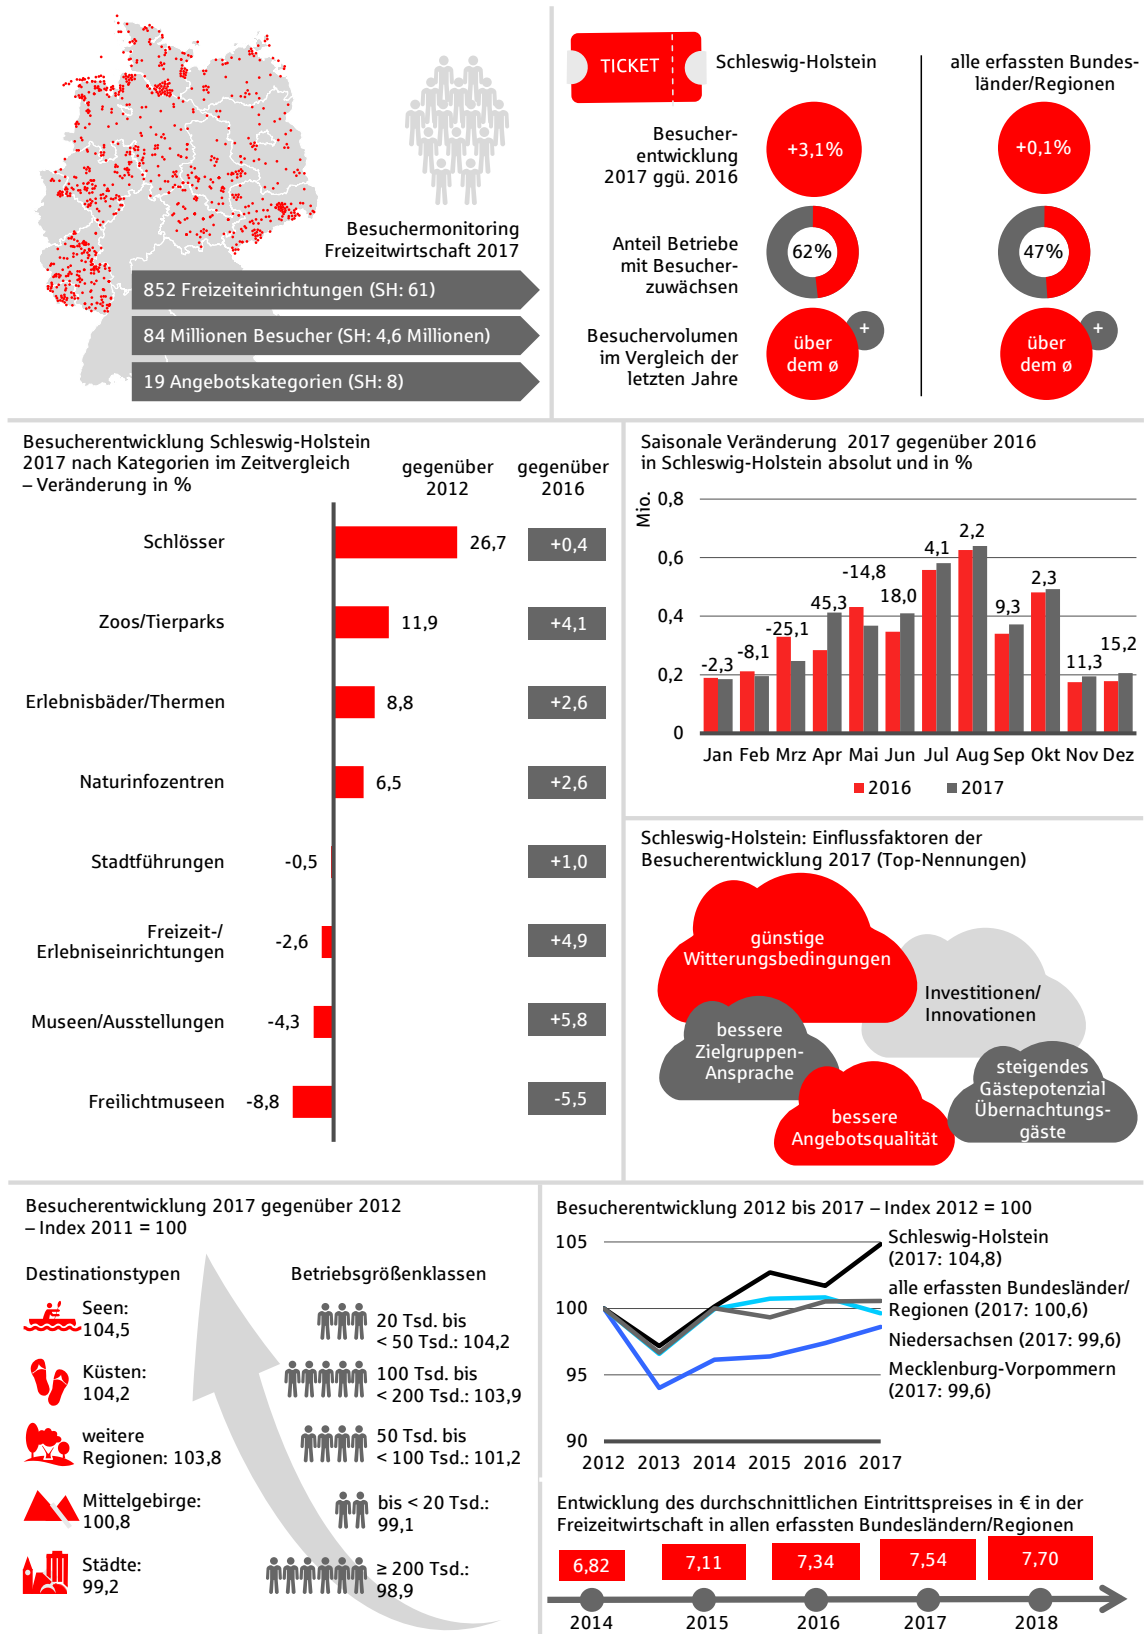 Besuchermonitoring
Freizeitwirtschaft 2017
852 Freizeiteinrichtungen (SH: 61)
84 Millionen Besucher (SH: 4,6 Millionen)
19 Angebotskategorien (SH: 8)
TICKET
Schleswig-Holstein
alle erfassten Bundes-
länder/Regionen
Besucher-
entwicklung
2017 ggü. 2016
+3,1%
+0,1%
Anteil Betriebe
mit Besucher-
zuwächsen
62%
47%
Besuchervolumen
im Vergleich der
letzten Jahre
über
dem ø
+
über
dem ø
+
Besucherentwicklung Schleswig-Holstein
2017 nach Kategorien im Zeitvergleich
– Veränderung in %
gegenüber
2012
gegenüber
2016
Schlösser
26,7
+0,4
Zoos/Tierparks
11,9
+4,1
Erlebnisbäder/Thermen
8,8
+2,6
Naturinfozentren
6,5
+2,6
Stadtführungen
-0,5
+1,0
Freizeit-/
Erlebniseinrichtungen
-2,6
+4,9
Museen/Ausstellungen
-4,3
+5,8
Freilichtmuseen
-8,8
-5,5
Saisonale Veränderung 2017 gegenüber 2016
in Schleswig-Holstein absolut und in %
Mio.
0,8
0,6
0,4
0,2
0
-2,3
-8,1
-25,1
45,3
-14,8
18,0
4,1
2,2
9,3
2,3
11,3
15,2
Jan Feb Mrz Apr Mai Jun Jul Aug Sep Okt Nov Dez
2016 2017
Schleswig-Holstein: Einflussfaktoren der
Besucherentwicklung 2017 (Top-Nennungen)
günstige
Witterungsbedingungen
Investitionen/
Innovationen
bessere
Zielgruppen-
Ansprache
bessere
Angebotsqualität
steigendes
Gästepotenzial
Übernachtungs-
gäste
Besucherentwicklung 2017 gegenüber 2012
– Index 2011 = 100
Destinationstypen
Seen:
104,5
Küsten:
104,2
weitere
Regionen: 103,8
Mittelgebirge:
100,8
Städte:
99,2
Betriebsgrößenklassen
20 Tsd. bis
< 50 Tsd.: 104,2
100 Tsd. bis
< 200 Tsd.: 103,9
50 Tsd. bis
< 100 Tsd.: 101,2
bis < 20 Tsd.:
99,1
≥ 200 Tsd.:
98,9
Besucherentwicklung 2012 bis 2017 – Index 2012 = 100
105
100
95
90
2012 2013 2014 2015 2016 2017
Schleswig-Holstein
(2017: 104,8)
alle erfassten Bundesländer/
Regionen (2017: 100,6)
Niedersachsen (2017: 99,6)
Mecklenburg-Vorpommern
(2017: 99,6)
Entwicklung des durchschnittlichen Eintrittspreises in € in der
Freizeitwirtschaft in allen erfassten Bundesländern/Regionen
6,82 7,11 7,34 7,54 7,70
2014 2015 2016 2017 2018